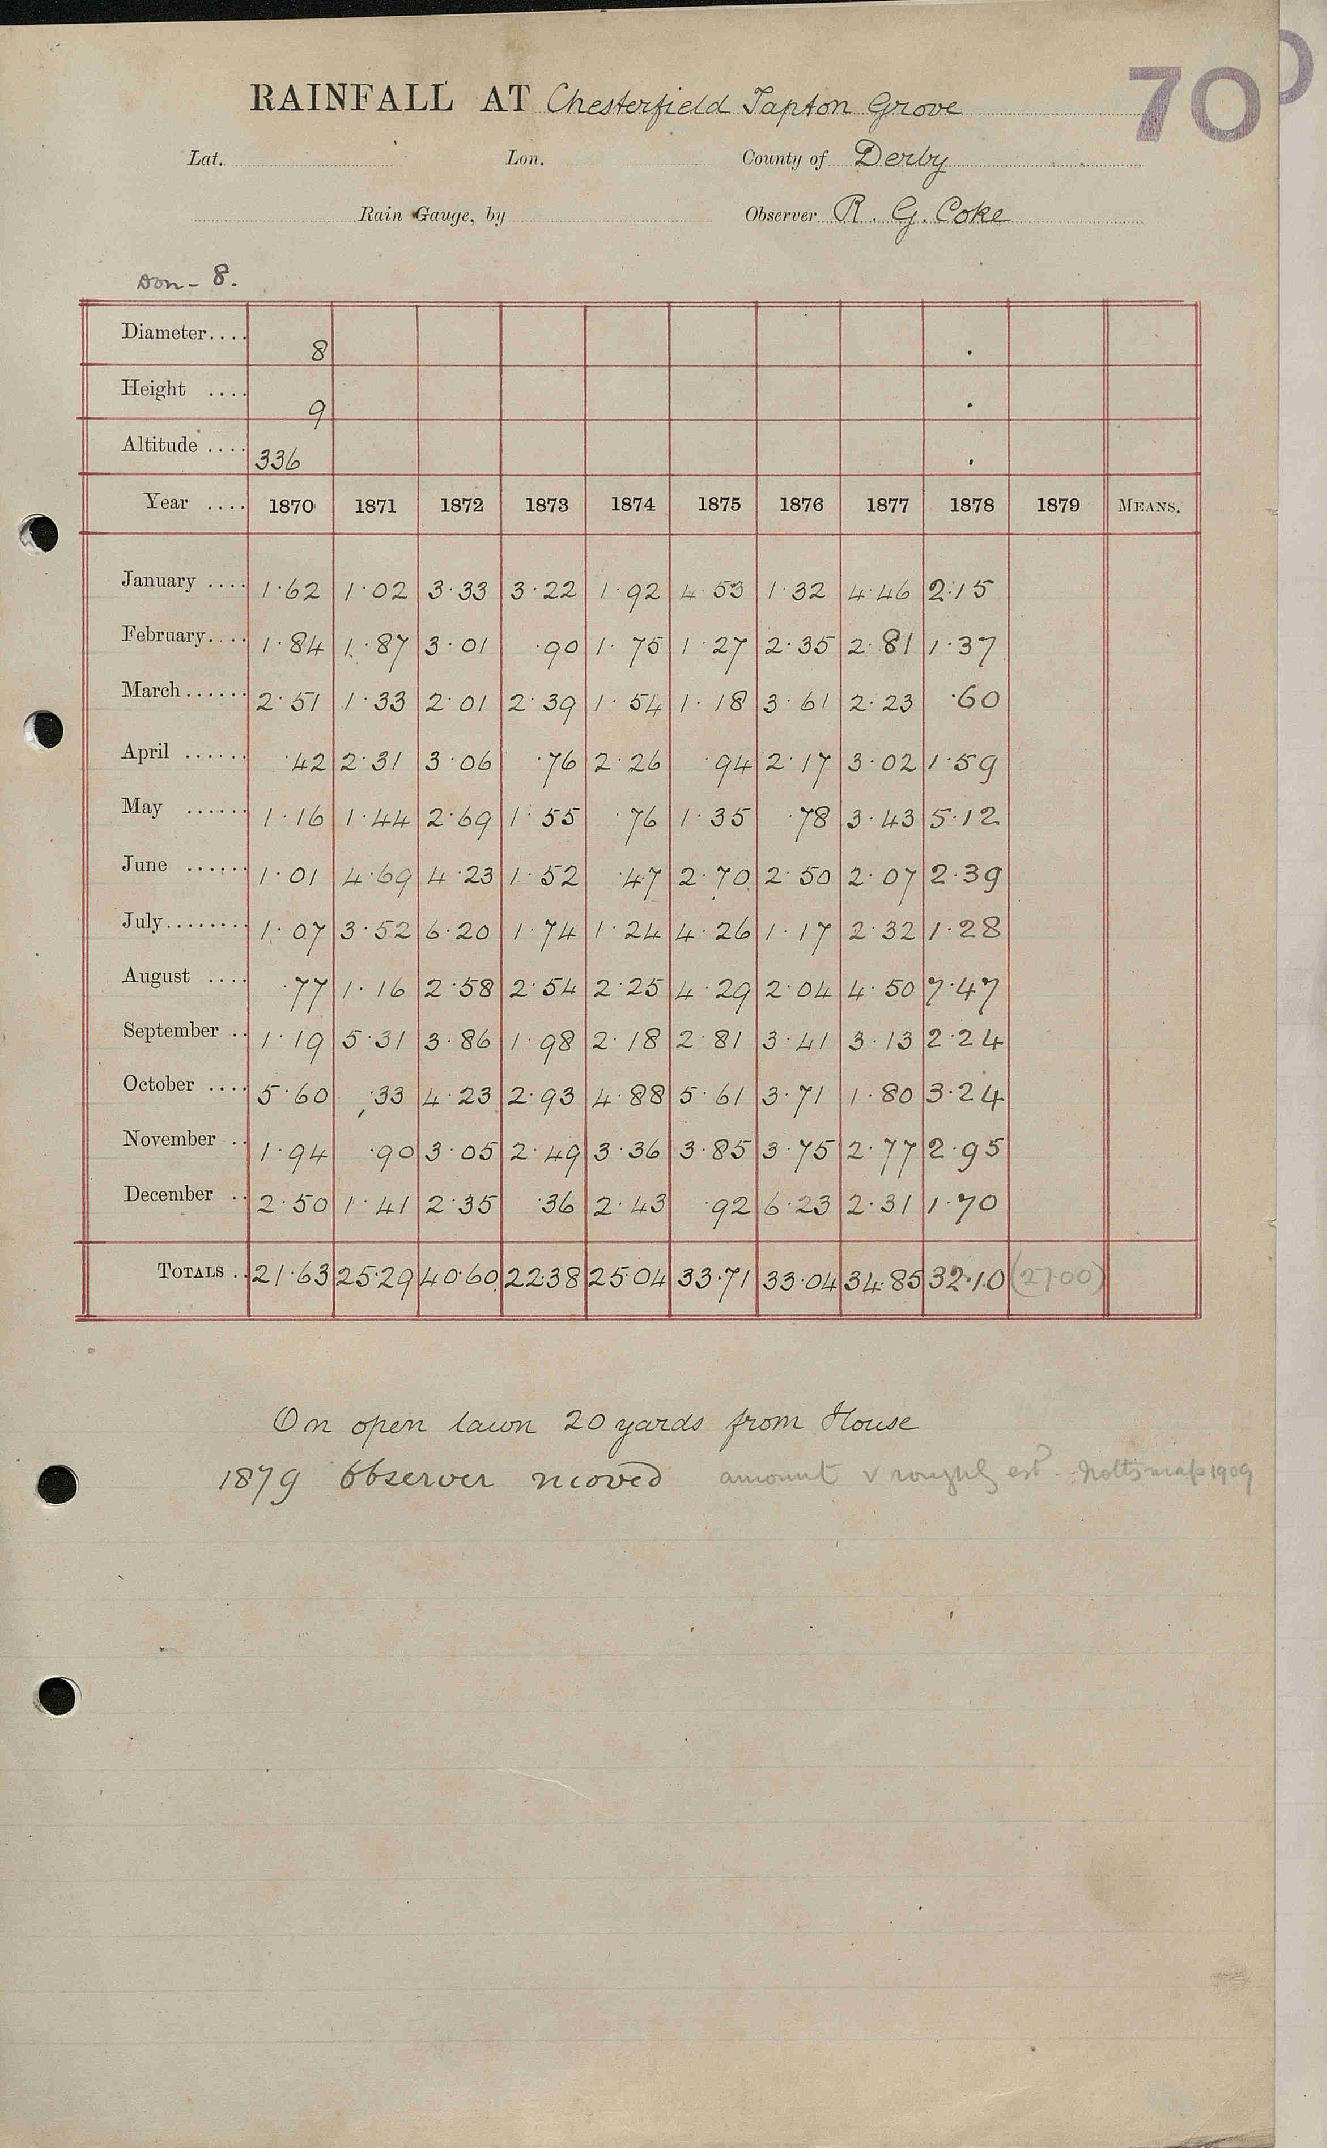 70
RAINFALL AT Chesterfield Tapton Grove
Lat. Lon. County of Derby
Rain Gauge, by Observer R. G. Coke
Don - 8.
Diameter.... 8
Height .... 9
Altitude .... 336
Year .... 1870 1871 1872 1873 1874 1875 1876 1877 1878 1879 MEANS.
January .... 1.62 1.02 3.33 3.22 1.92 4.53 1.32 4.46 2.15
February.... 1.84 1.87 3.01 .90 1.75 1.27 2.35 2.81 1.37
March...... 2.51 1.33 2.01 2.39 1.54 1.18 3.61 2.23 .60
April ...... .42 2.31 3.06 .76 2.26 .94 2.17 3.02 1.59
May ...... 1.16 1.44 2.69 1.55 .76 1.35 .78 3.43 5.12
June ...... 1.01 4.69 4.23 1.52 .47 2.70 2.50 2.07 2.39
July........ 1.07 3.52 6.20 1.74 1.24 4.26 1.17 2.32 1.28
August .... .77 1.16 2.58 2.54 2.25 4.29 2.04 4.50 7.47
September .. 1.19 5.31 3.86 1.98 2.18 2.81 3.41 3.13 2.24
October .... 5.60 .33 4.23 2.93 4.88 5.61 3.71 1.80 3.24
November .. 1.94 .90 3.05 2.49 3.36 3.85 3.75 2.77 2.95
December .. 2.50 1.41 2.35 .36 2.43 .92 6.23 2.31 1.70
TOTALS .. 21.63 25.29 40.60 22.38 25.04 33.71 33.04 34.85 32.10 (27.00)
On open lawn 20 yards from House
1879 Observer moved amount v roughly estd. Notts map 1909